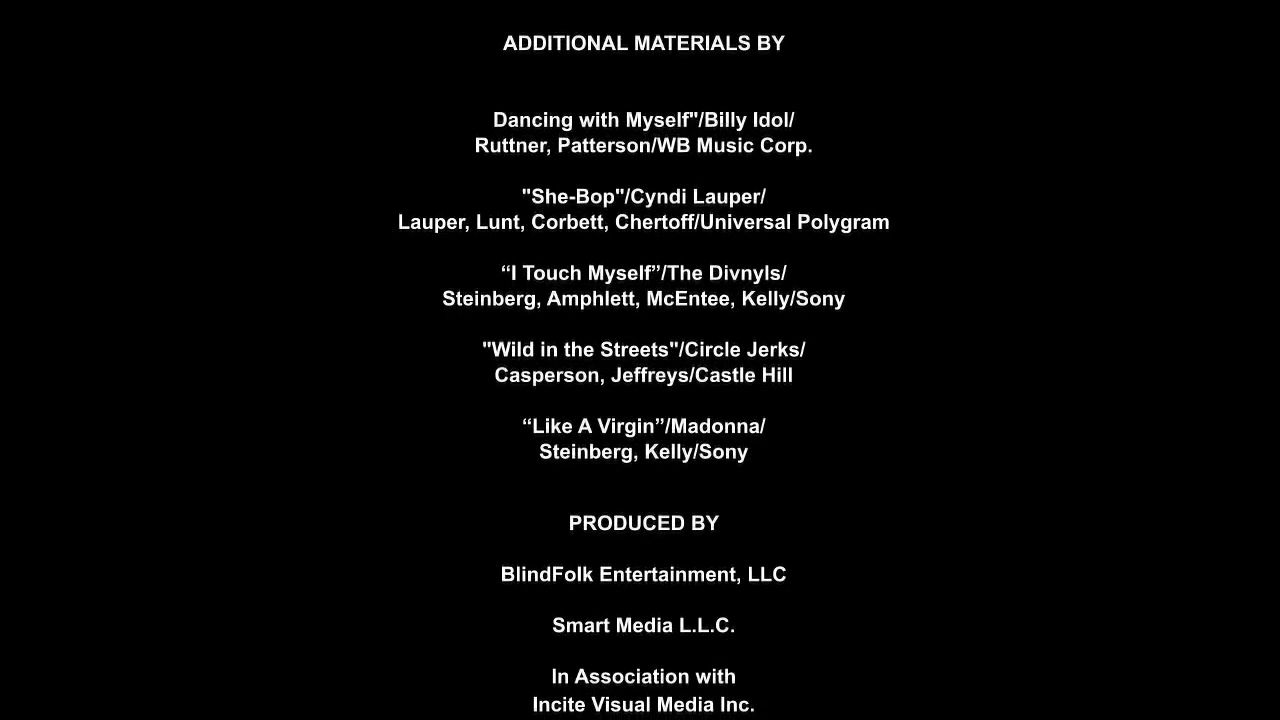 ADDITIONAL MATERIALS BY
Dancing with Myself"/Billy Idol/
Ruttner, Patterson/WB Music Corp.
"She-Bop"/Cyndi Lauper/
Lauper, Lunt, Corbett, Chertoff/Universal Polygram
“I Touch Myself”/The Divnyls/
Steinberg, Amphlett, McEntee, Kelly/Sony
"Wild in the Streets"/Circle Jerks/
Casperson, Jeffreys/Castle Hill
“Like A Virgin”/Madonna/
Steinberg, Kelly/Sony
PRODUCED BY
BlindFolk Entertainment, LLC
Smart Media L.L.C.
In Association with
Incite Visual Media Inc.